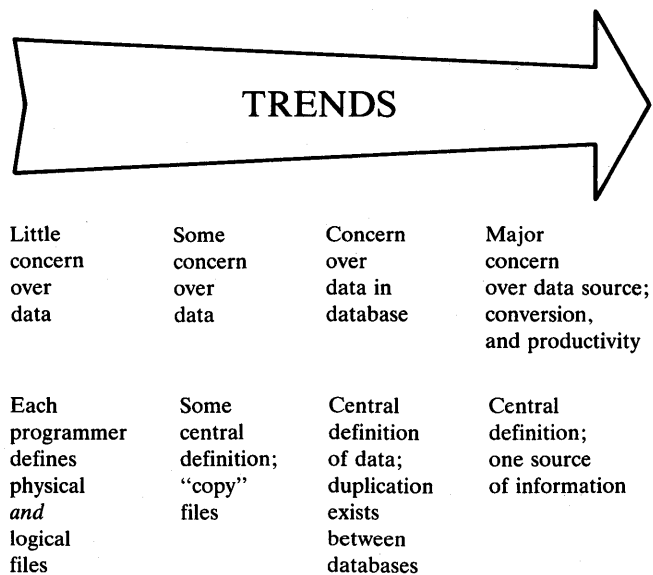 TRENDS
Little
concern
over
data
Some
concern
over
data
Concern
over
data in
database
Major
concern
over data source;
conversion,
and productivity
Each
programmer
defines
physical
and
logical
files
Some
central
definition;
“copy”
files
Central
definition
of data;
duplication
exists
between
databases
Central
definition;
one source
of information